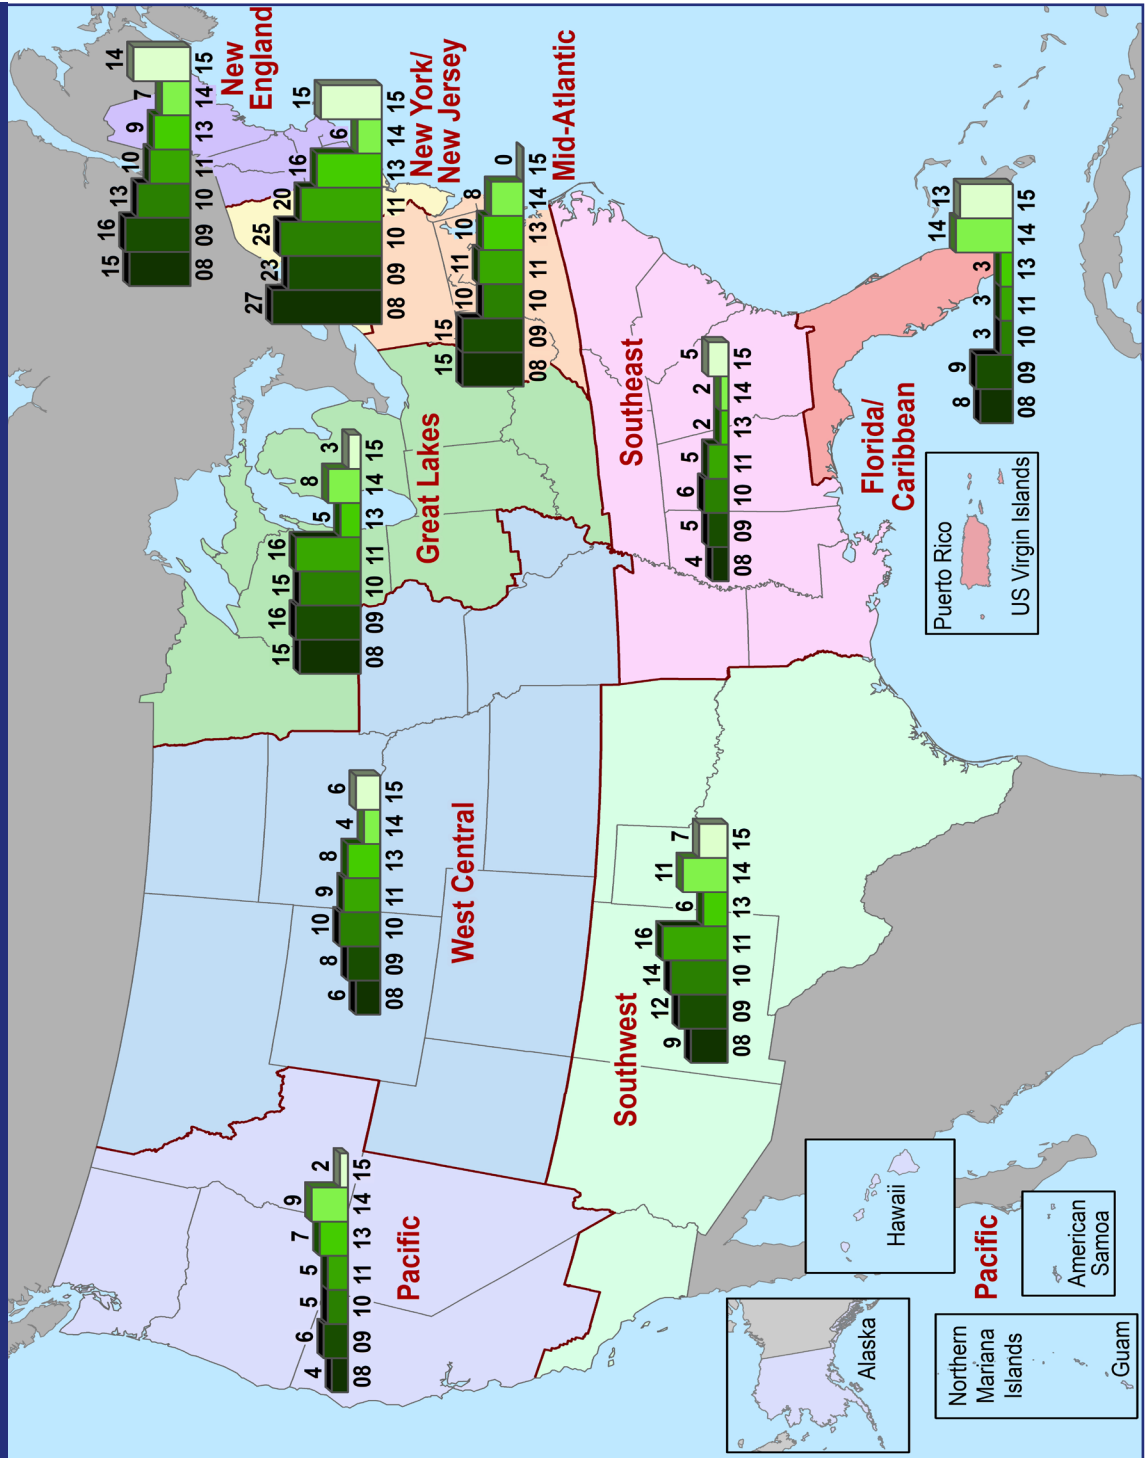 15 16 13 10 9 7 14
08 09 10 11 13 14 15
New
England
27 23 25 20 16 6 15
08 09 10 11 13 14 15
New York/
New Jersey
15 15 10 11 10 8 0
08 09 10 11 13 14 15
Mid-Atlantic
15 16 15 16 5 8 3
08 09 10 11 13 14 15
Great Lakes
4 5 6 5 2 2 5
08 09 10 11 13 14 15
Southeast
8 9 3 3 3 14 13
08 09 10 11 13 14 15
Florida/
Caribbean
Puerto Rico
US Virgin Islands
6 8 10 9 8 4 6
08 09 10 11 13 14 15
West Central
9 12 14 16 6 11 7
08 09 10 11 13 14 15
Southwest
4 6 5 5 7 9 2
08 09 10 11 13 14 15
Pacific
Alaska
Hawaii
Pacific
Northern
Mariana
Islands
Guam
American
Samoa